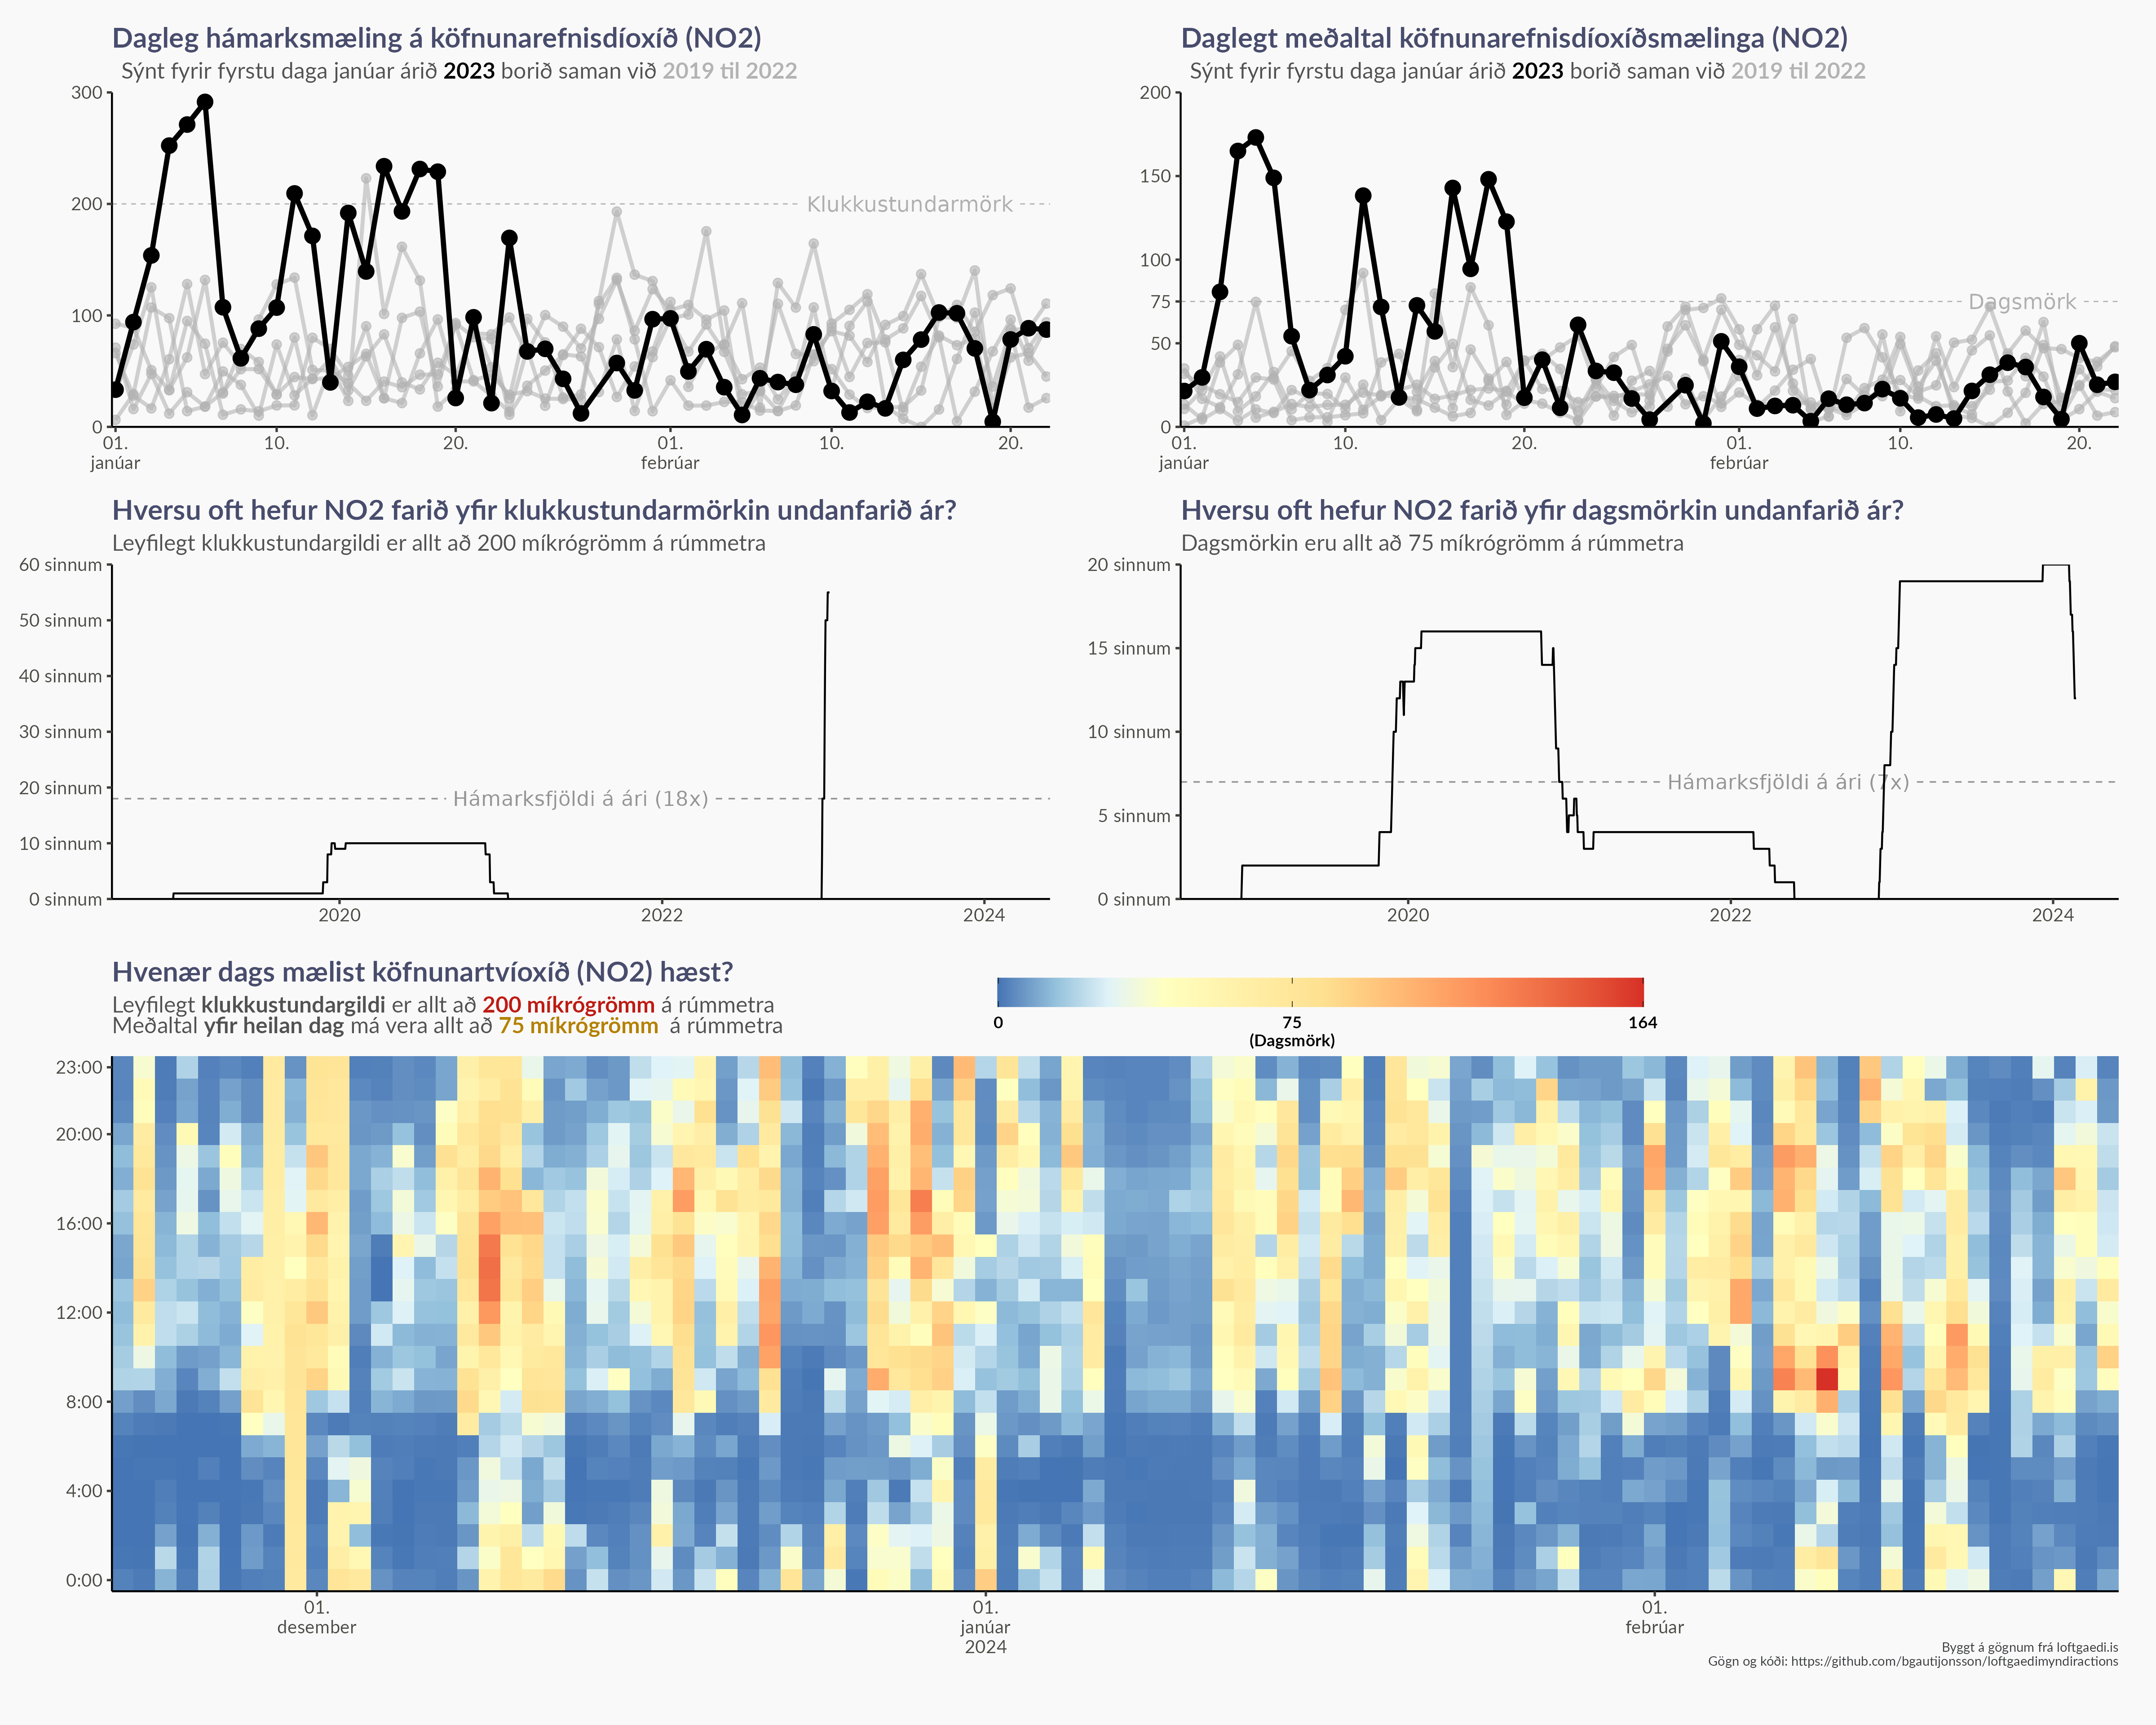 Dagleg hámarksmæling á köfnunarefnisdíoxíð (NO2)
Sýnt fyrir fyrstu daga janúar árið 2023 borið saman við 2019 til 2022
300
200
100
0
Klukkustundarmörk
01.
janúar
10.
20.
01.
febrúar
10.
20.
Daglegt meðaltal köfnunarefnisdíoxíðsmælinga (NO2)
Sýnt fyrir fyrstu daga janúar árið 2023 borið saman við 2019 til 2022
200
150
100
75
50
0
Dagsmörk
01.
janúar
10.
20.
01.
febrúar
10.
20.
Hversu oft hefur NO2 farið yfir klukkustundarmörkin undanfarið ár?
Leyfilegt klukkustundargildi er allt að 200 míkrógrömm á rúmmetra
60 sinnum
50 sinnum
40 sinnum
30 sinnum
20 sinnum
10 sinnum
0 sinnum
Hámarksfjöldi á ári (18x)
2020
2022
2024
Hversu oft hefur NO2 farið yfir dagsmörkin undanfarið ár?
Dagsmörkin eru allt að 75 míkrógrömm á rúmmetra
20 sinnum
15 sinnum
10 sinnum
5 sinnum
0 sinnum
Hámarksfjöldi á ári (7x)
2020
2022
2024
Hvenær dags mælist köfnunartvíoxíð (NO2) hæst?
Leyfilegt klukkustundargildi er allt að 200 míkrógrömm á rúmmetra
Meðaltal yfir heilan dag má vera allt að 75 míkrógrömm á rúmmetra
0
75
(Dagsmörk)
164
23:00
20:00
16:00
12:00
8:00
4:00
0:00
01.
desember
01.
janúar
2024
01.
febrúar
Byggt á gögnum frá loftgaedi.is
Gögn og kóði: https://github.com/bgautijonsson/loftgaedimyndiractions